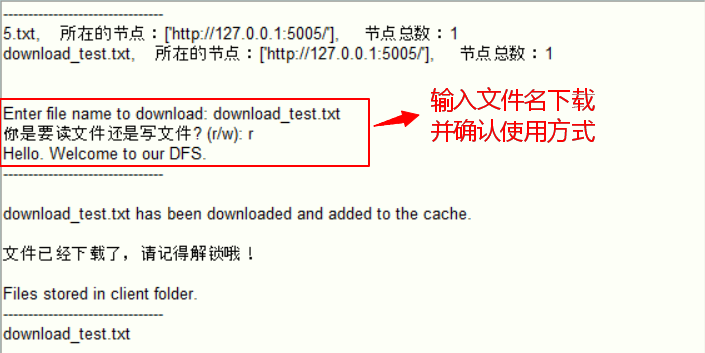 --------------------------------
5.txt, 所在的节点：['http://127.0.0.1:5005/'], 节点总数：1
download_test.txt, 所在的节点：['http://127.0.0.1:5005/'], 节点总数：1
Enter file name to download: download_test.txt
你是要读文件还是写文件? (r/w): r
Hello. Welcome to our DFS.
输入文件名下载
并确认使用方式
--------------------------------
download_test.txt has been downloaded and added to the cache.
文件已经下载了，请记得解锁哦！
Files stored in client folder.
--------------------------------
download_test.txt